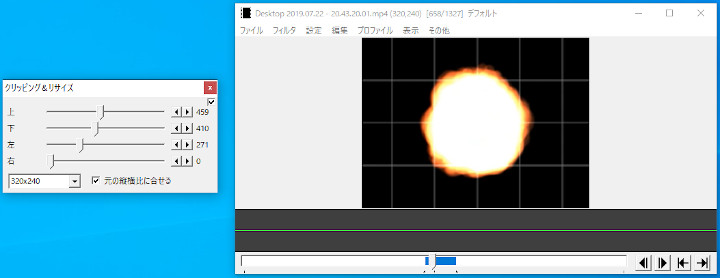 Desktop 2019.07.22 - 20.43.20.01.mp4 (320,240) [658/1327] デフォルト
ファイル フィルタ 設定 編集 プロファイル 表示 その他
クリッピング&リサイズ
上 459
下 410
左 271
右 0
320x240 元の縦横比に合せる